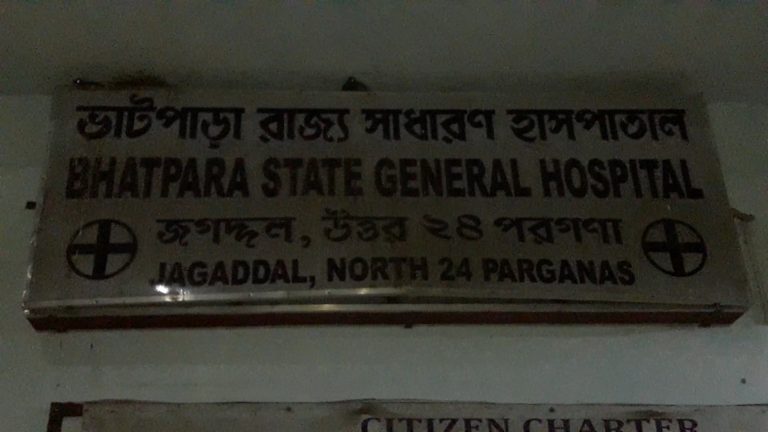 ভাটপাড়া রাজ্য সাধারণ হাসপাতাল
BHATPARA STATE GENERAL HOSPITAL
জগদ্দল, উত্তর ২৪ পরগণা
JAGADDAL, NORTH 24 PARGANAS
CITIZEN CHARTER